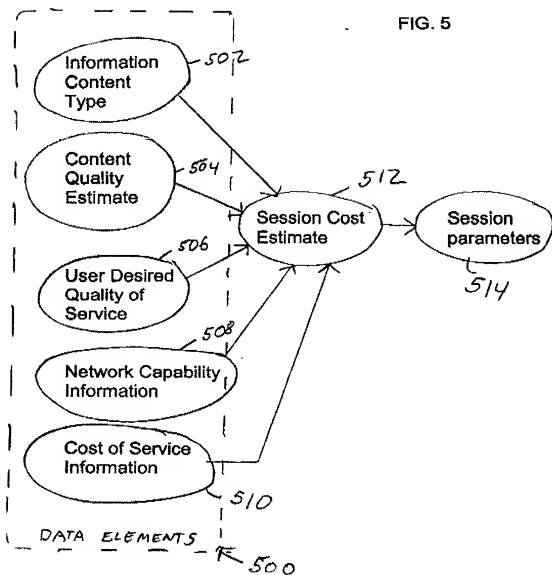 FIG. 5
Information
Content
Type
502
Content
Quality
Estimate
504
User Desired
Quality of
Service
506
Network Capability
Information
508
Cost of Service
Information
510
DATA ELEMENTS
500
Session Cost
Estimate
512
Session
parameters
514